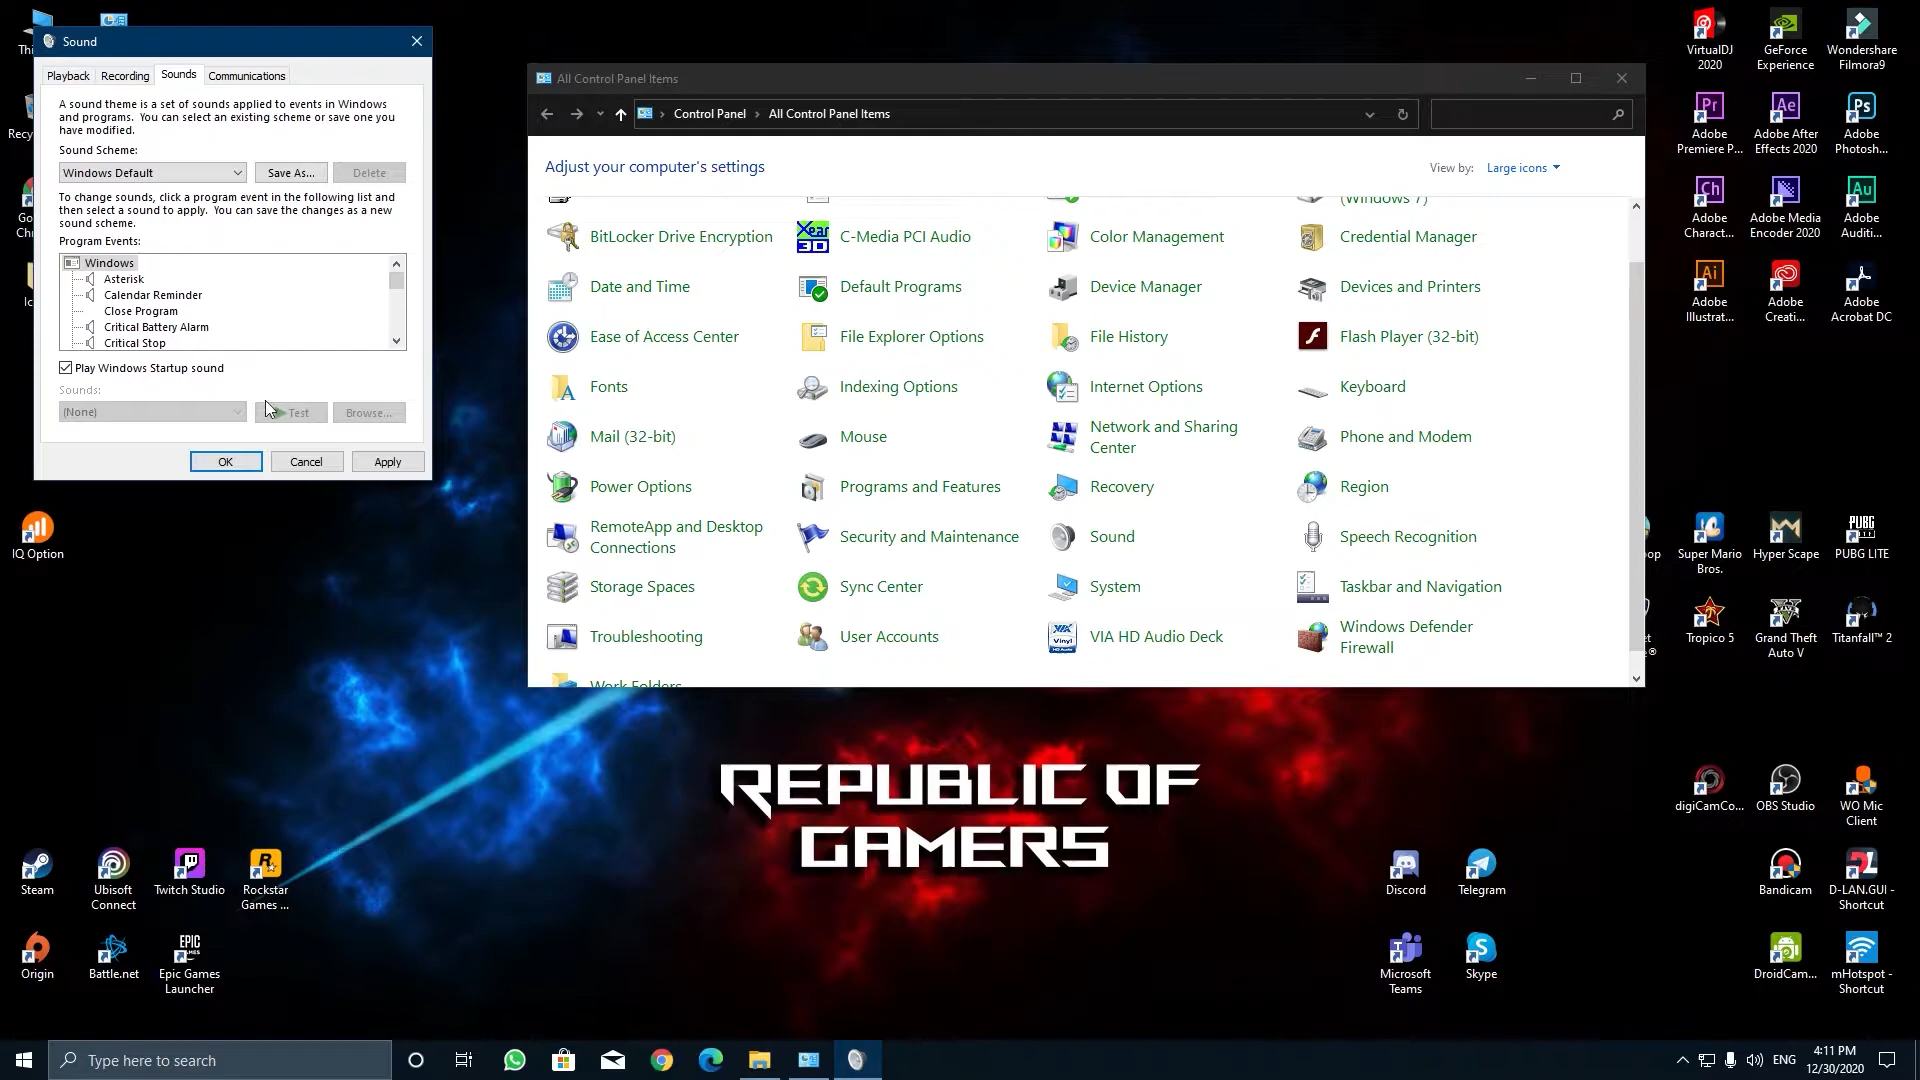 Sound
Playback
Recording
Sounds
Communications
A sound theme is a set of sounds applied to events in Windows
and programs. You can select an existing scheme or save one you
have modified.
Sound Scheme:
Windows Default
Save As...
Delete
To change sounds, click a program event in the following list and
then select a sound to apply. You can save the changes as a new
sound scheme.
Program Events:
Windows
Asterisk
Calendar Reminder
Close Program
Critical Battery Alarm
Critical Stop
Play Windows Startup sound
Sounds:
(None)
Test
Browse...
OK
Cancel
Apply
All Control Panel Items
Control Panel
All Control Panel Items
Adjust your computer's settings
View by:
Large icons
(Windows 7)
BitLocker Drive Encryption
C-Media PCI Audio
Color Management
Credential Manager
Date and Time
Default Programs
Device Manager
Devices and Printers
Ease of Access Center
File Explorer Options
File History
Flash Player (32-bit)
Fonts
Indexing Options
Internet Options
Keyboard
Mail (32-bit)
Mouse
Network and Sharing
Center
Phone and Modem
Power Options
Programs and Features
Recovery
Region
RemoteApp and Desktop
Connections
Security and Maintenance
Sound
Speech Recognition
Storage Spaces
Sync Center
System
Taskbar and Navigation
Troubleshooting
User Accounts
VIA HD Audio Deck
Windows Defender
Firewall
Work Folders
VirtualDJ
2020
GeForce
Experience
Wondershare
Filmora9
Adobe
Premiere P...
Adobe After
Effects 2020
Adobe
Photosh...
Adobe
Charact...
Adobe Media
Encoder 2020
Adobe
Auditi...
Adobe
Illustrat...
Adobe
Creati...
Adobe
Acrobat DC
IQ Option
Super Mario
Bros.
Hyper Scape
PUBG LITE
Tropico 5
Grand Theft
Auto V
Titanfall™ 2
REPUBLIC OF
GAMERS
digiCamCo...
OBS Studio
WO Mic
Client
Steam
Ubisoft
Connect
Twitch Studio
Rockstar
Games ...
Discord
Telegram
Bandicam
D-LAN.GUI -
Shortcut
Origin
Battle.net
Epic Games
Launcher
Microsoft
Teams
Skype
DroidCam...
mHotspot -
Shortcut
Type here to search
ENG
4:11 PM
12/30/2020